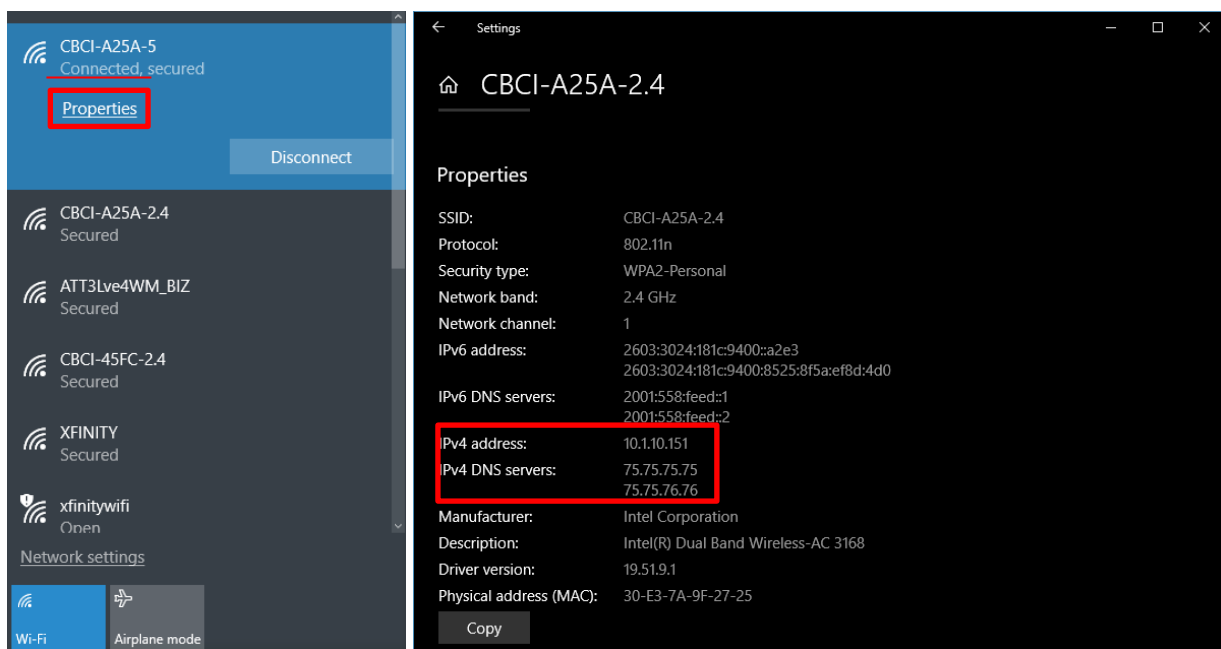 CBCI-A25A-5
Connected, secured
Properties
Disconnect
CBCI-A25A-2.4
Secured
ATT3Lve4WM_BIZ
Secured
CBCI-45FC-2.4
Secured
XFINITY
Secured
xfinitywifi
Open
Network settings
Wi-Fi
Airplane mode
Settings
CBCI-A25A-2.4
Properties
SSID: CBCI-A25A-2.4
Protocol: 802.11n
Security type: WPA2-Personal
Network band: 2.4 GHz
Network channel: 1
IPv6 address: 2603:3024:181c:9400::a2e3
2603:3024:181c:9400:8525:8f5a:ef8d:4d0
IPv6 DNS servers: 2001:558:feed::1
2001:558:feed::2
IPv4 address: 10.1.10.151
IPv4 DNS servers: 75.75.75.75
75.75.76.76
Manufacturer: Intel Corporation
Description: Intel(R) Dual Band Wireless-AC 3168
Driver version: 19.51.9.1
Physical address (MAC): 30-E3-7A-9F-27-25
Copy